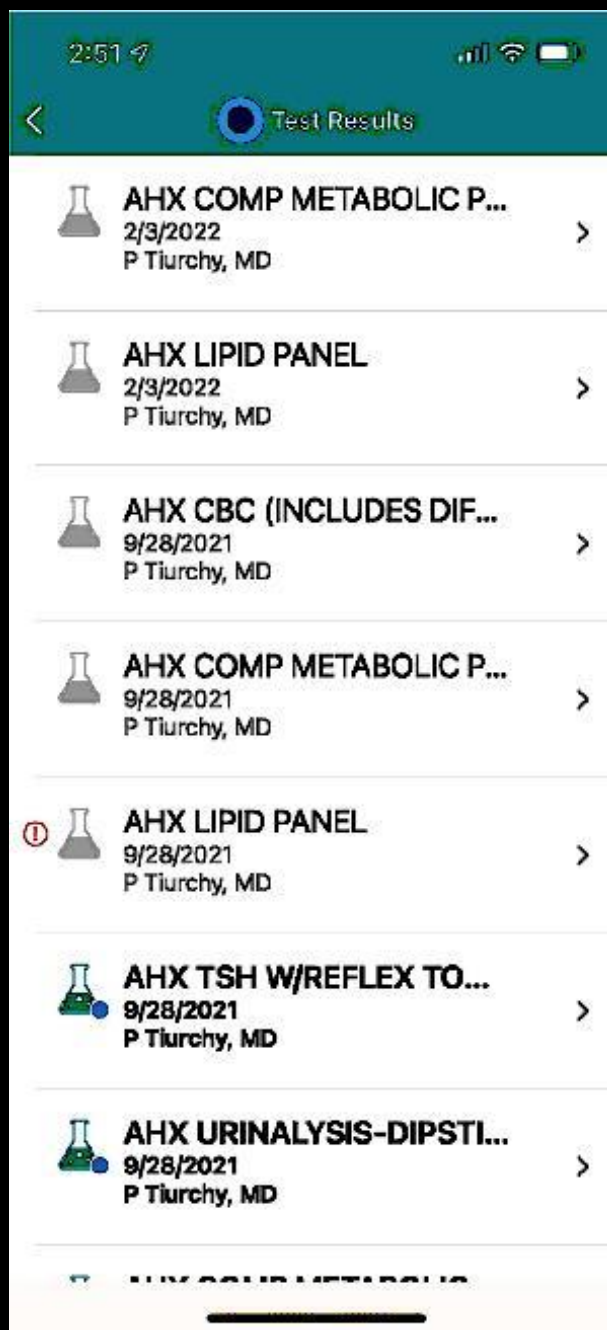 2:51
Test Results
AHX COMP METABOLIC P...
2/3/2022
P Tiurchy, MD
AHX LIPID PANEL
2/3/2022
P Tiurchy, MD
AHX CBC (INCLUDES DIF...
9/28/2021
P Tiurchy, MD
AHX COMP METABOLIC P...
9/28/2021
P Tiurchy, MD
AHX LIPID PANEL
9/28/2021
P Tiurchy, MD
AHX TSH W/REFLEX TO...
9/28/2021
P Tiurchy, MD
AHX URINALYSIS-DIPSTI...
9/28/2021
P Tiurchy, MD